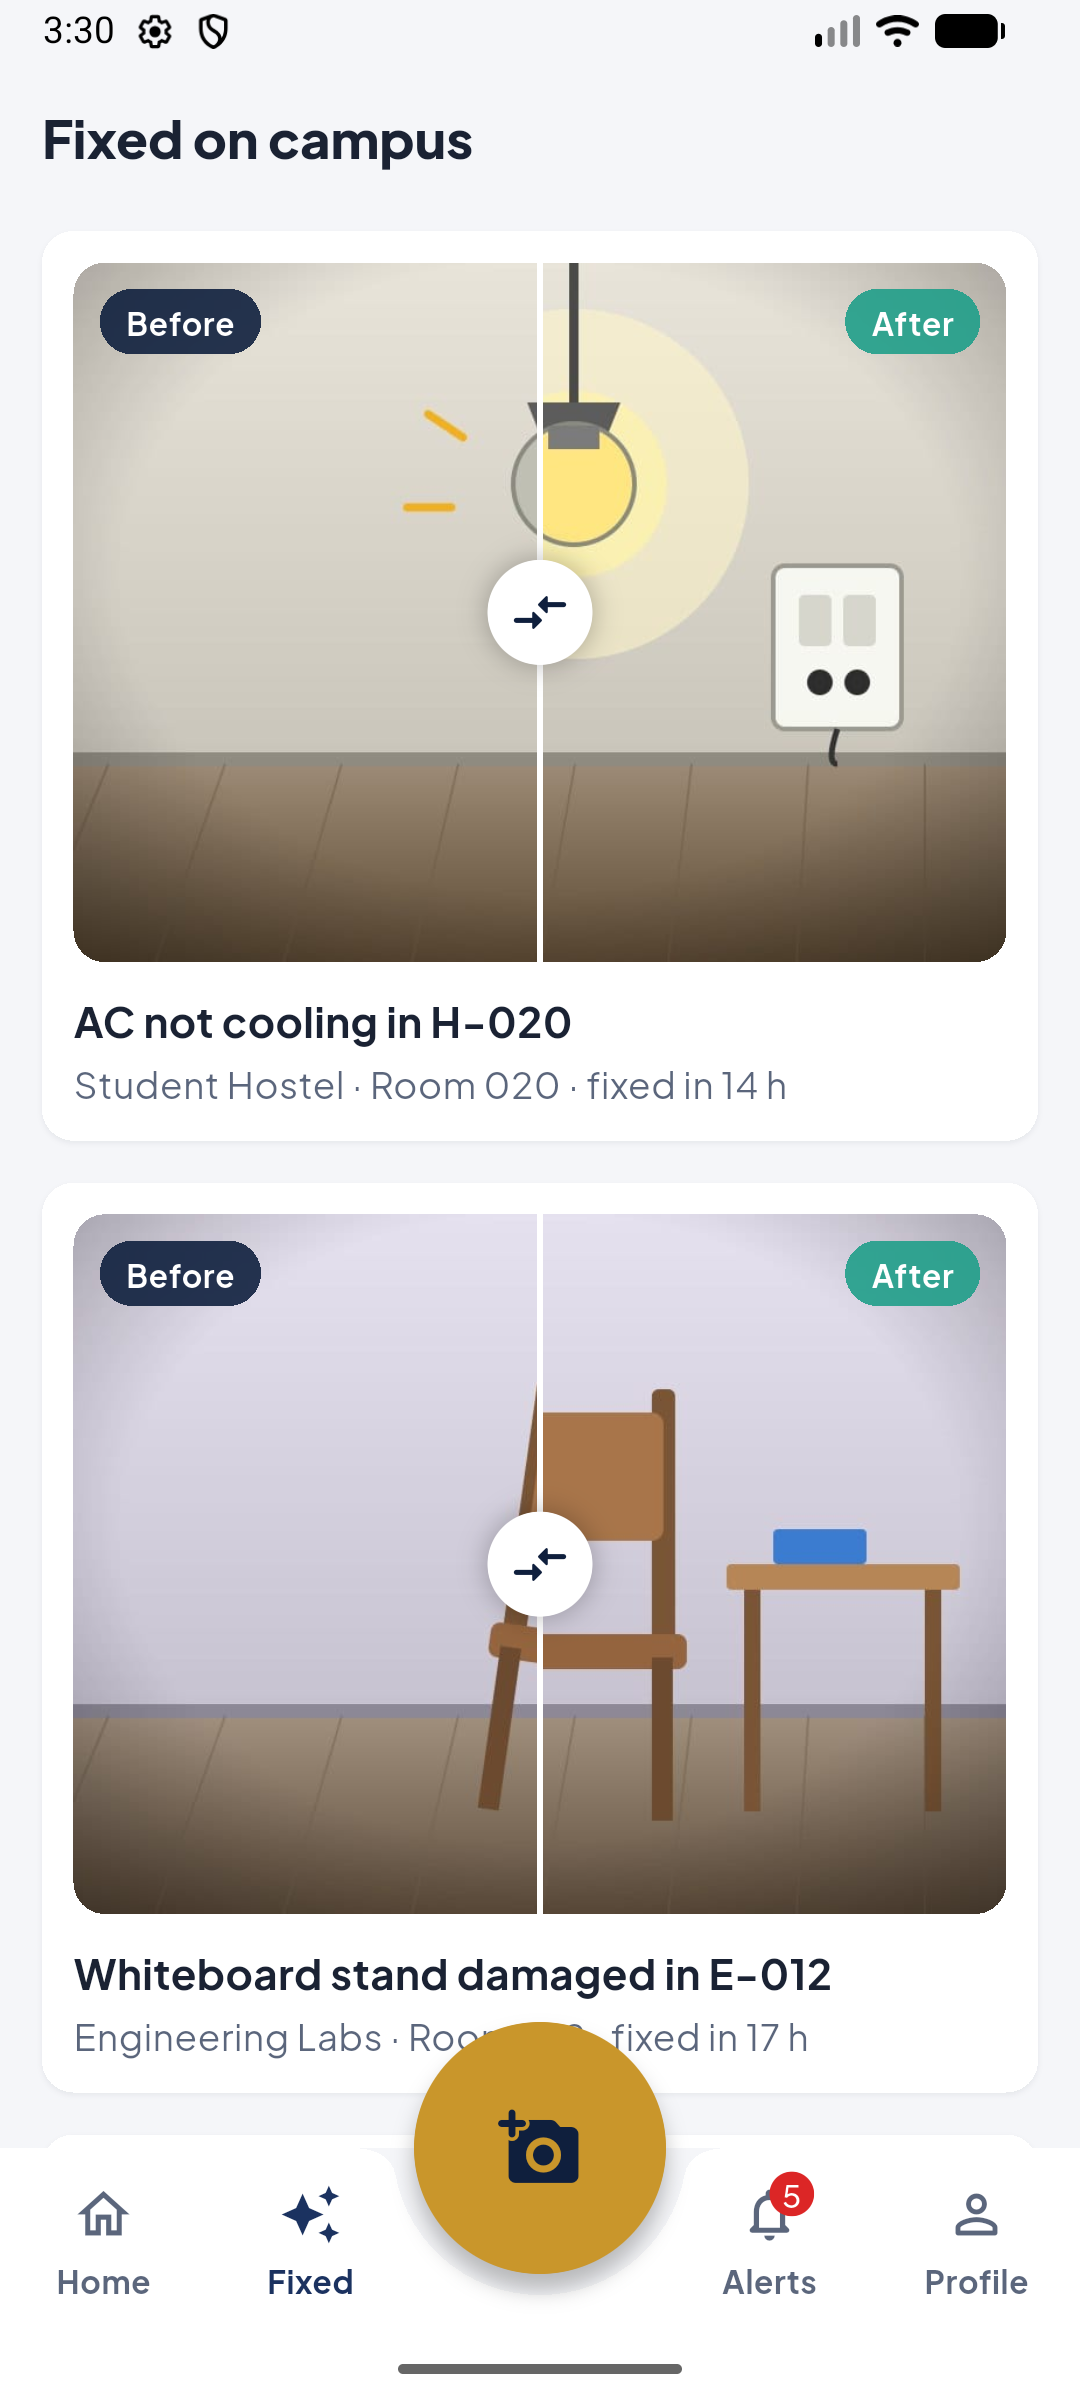 3:30
Fixed on campus
Before
After
AC not cooling in H-020
Student Hostel · Room 020 · fixed in 14 h
Before
After
Whiteboard stand damaged in E-012
Engineering Labs · fixed in 17 h
5
Home
Fixed
Alerts
Profile